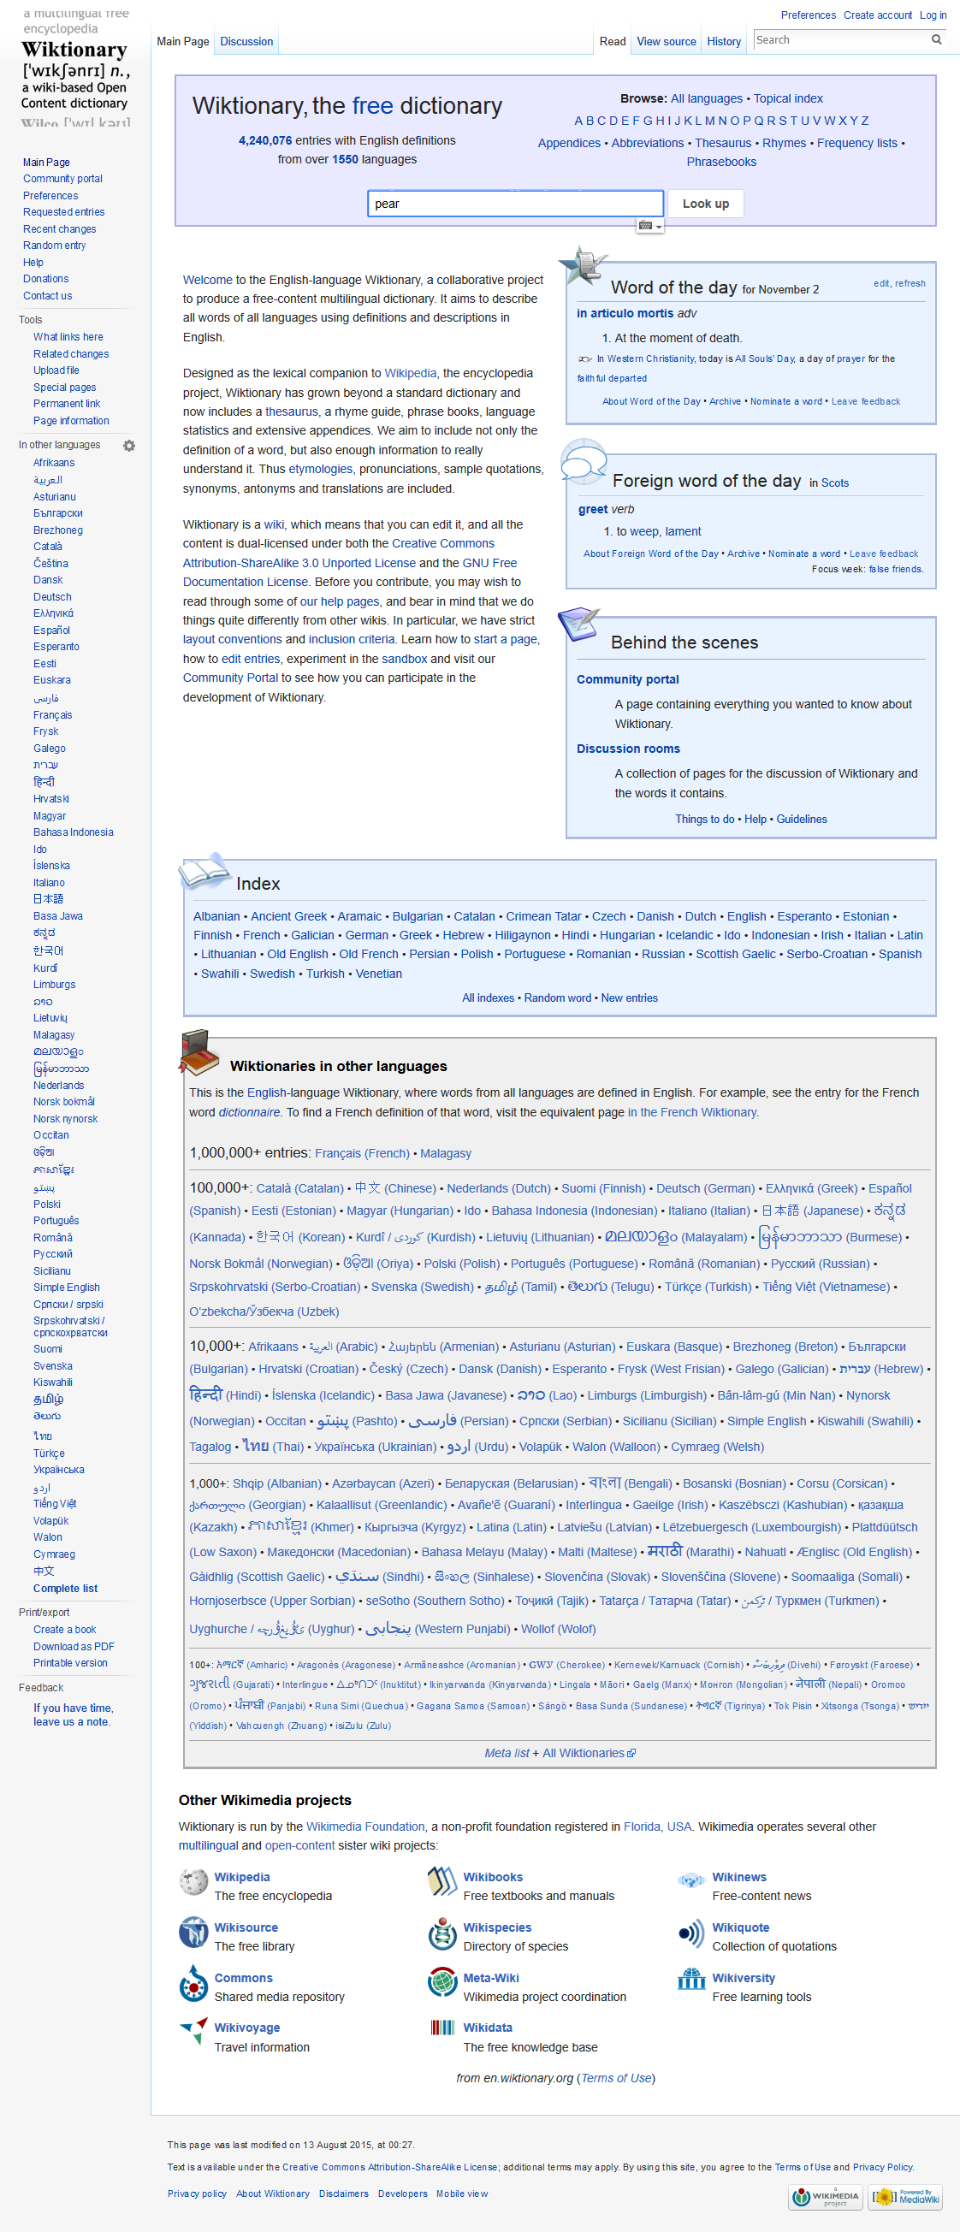 a multilingual free
encyclopedia
Wiktionary
['wɪkʃənrɪ] n.,
a wiki-based Open
Content dictionary
Preferences Create account Log in
Main Page Discussion Read View source History Search
Main Page
Community portal
Preferences
Requested entries
Recent changes
Random entry
Help
Donations
Contact us
Tools
What links here
Related changes
Upload file
Special pages
Permanent link
Page information
In other languages
Afrikaans
العربية
Asturianu
Български
Brezhoneg
Català
Čeština
Dansk
Deutsch
Ελληνικά
Español
Esperanto
Eesti
Euskara
فارسی
Français
Frysk
Galego
עברית
हिन्दी
Hrvatski
Magyar
Bahasa Indonesia
Ido
Íslenska
Italiano
日本語
Basa Jawa
ಕನ್ನಡ
한국어
Kurdî
Limburgs
ລາວ
Lietuvių
Malagasy
മലയാളം
မြန်မာဘာသာ
Nederlands
Norsk bokmål
Norsk nynorsk
Occitan
ଓଡ଼ିଆ
ភាសាខ្មែរ
پښتو
Polski
Português
Română
Русский
Sicilianu
Simple English
Српски / srpski
Srpskohrvatski /
српскохрватски
Suomi
Svenska
Kiswahili
தமிழ்
తెలుగు
ไทย
Türkçe
Українська
اردو
Tiếng Việt
Volapük
Walon
Cymraeg
中文
Complete list
Print/export
Create a book
Download as PDF
Printable version
Feedback
If you have time,
leave us a note.
Wiktionary, the free dictionary
4,240,076 entries with English definitions
from over 1550 languages
Browse: All languages • Topical index
A B C D E F G H I J K L M N O P Q R S T U V W X Y Z
Appendices • Abbreviations • Thesaurus • Rhymes • Frequency lists •
Phrasebooks
pear Look up
Welcome to the English-language Wiktionary, a collaborative project
to produce a free-content multilingual dictionary. It aims to describe
all words of all languages using definitions and descriptions in
English.
Designed as the lexical companion to Wikipedia, the encyclopedia
project, Wiktionary has grown beyond a standard dictionary and
now includes a thesaurus, a rhyme guide, phrase books, language
statistics and extensive appendices. We aim to include not only the
definition of a word, but also enough information to really
understand it. Thus etymologies, pronunciations, sample quotations,
synonyms, antonyms and translations are included.
Wiktionary is a wiki, which means that you can edit it, and all the
content is dual-licensed under both the Creative Commons
Attribution-ShareAlike 3.0 Unported License and the GNU Free
Documentation License. Before you contribute, you may wish to
read through some of our help pages, and bear in mind that we do
things quite differently from other wikis. In particular, we have strict
layout conventions and inclusion criteria. Learn how to start a page,
how to edit entries, experiment in the sandbox and visit our
Community Portal to see how you can participate in the
development of Wiktionary.
Word of the day for November 2 edit, refresh
in articulo mortis adv
1. At the moment of death.
In Western Christianity, today is All Souls' Day, a day of prayer for the
faithful departed
About Word of the Day • Archive • Nominate a word • Leave feedback
Foreign word of the day in Scots
greet verb
1. to weep, lament
About Foreign Word of the Day • Archive • Nominate a word • Leave feedback
Focus week: false friends.
Behind the scenes
Community portal
A page containing everything you wanted to know about
Wiktionary.
Discussion rooms
A collection of pages for the discussion of Wiktionary and
the words it contains.
Things to do • Help • Guidelines
Index
Albanian • Ancient Greek • Aramaic • Bulgarian • Catalan • Crimean Tatar • Czech • Danish • Dutch • English • Esperanto • Estonian •
Finnish • French • Galician • German • Greek • Hebrew • Hiligaynon • Hindi • Hungarian • Icelandic • Ido • Indonesian • Irish • Italian • Latin
• Lithuanian • Old English • Old French • Persian • Polish • Portuguese • Romanian • Russian • Scottish Gaelic • Serbo-Croatian • Spanish
• Swahili • Swedish • Turkish • Venetian
All indexes • Random word • New entries
Wiktionaries in other languages
This is the English-language Wiktionary, where words from all languages are defined in English. For example, see the entry for the French
word dictionnaire. To find a French definition of that word, visit the equivalent page in the French Wiktionary.
1,000,000+ entries: Français (French) • Malagasy
100,000+: Català (Catalan) • 中文 (Chinese) • Nederlands (Dutch) • Suomi (Finnish) • Deutsch (German) • Ελληνικά (Greek) • Español
(Spanish) • Eesti (Estonian) • Magyar (Hungarian) • Ido • Bahasa Indonesia (Indonesian) • Italiano (Italian) • 日本語 (Japanese) • ಕನ್ನಡ
(Kannada) • 한국어 (Korean) • Kurdî / كوردی (Kurdish) • Lietuvių (Lithuanian) • മലയാളം (Malayalam) • မြန်မာဘာသာ (Burmese) •
Norsk Bokmål (Norwegian) • ଓଡ଼ିଆ (Oriya) • Polski (Polish) • Português (Portuguese) • Română (Romanian) • Русский (Russian) •
Srpskohrvatski (Serbo-Croatian) • Svenska (Swedish) • தமிழ் (Tamil) • తెలుగు (Telugu) • Türkçe (Turkish) • Tiếng Việt (Vietnamese) •
O'zbekcha/Ўзбекча (Uzbek)
10,000+: Afrikaans • العربية (Arabic) • Հայերեն (Armenian) • Asturianu (Asturian) • Euskara (Basque) • Brezhoneg (Breton) • Български
(Bulgarian) • Hrvatski (Croatian) • Český (Czech) • Dansk (Danish) • Esperanto • Frysk (West Frisian) • Galego (Galician) • עברית (Hebrew) •
हिन्दी (Hindi) • Íslenska (Icelandic) • Basa Jawa (Javanese) • ລາວ (Lao) • Limburgs (Limburgish) • Bân-lâm-gú (Min Nan) • Nynorsk
(Norwegian) • Occitan • پښتو (Pashto) • فارسی (Persian) • Српски (Serbian) • Sicilianu (Sicilian) • Simple English • Kiswahili (Swahili) •
Tagalog • ไทย (Thai) • Українська (Ukrainian) • اردو (Urdu) • Volapük • Walon (Walloon) • Cymraeg (Welsh)
1,000+: Shqip (Albanian) • Azərbaycan (Azeri) • Беларуская (Belarusian) • বাংলা (Bengali) • Bosanski (Bosnian) • Corsu (Corsican) •
ქართული (Georgian) • Kalaallisut (Greenlandic) • Avañe'ẽ (Guaraní) • Interlingua • Gaeilge (Irish) • Kaszëbsczi (Kashubian) • қазақша
(Kazakh) • ភាសាខ្មែរ (Khmer) • Кыргызча (Kyrgyz) • Latina (Latin) • Latviešu (Latvian) • Lëtzebuergesch (Luxembourgish) • Plattdüütsch
(Low Saxon) • Македонски (Macedonian) • Bahasa Melayu (Malay) • Malti (Maltese) • मराठी (Marathi) • Nahuatl • Ænglisc (Old English) •
Gàidhlig (Scottish Gaelic) • سنڌي (Sindhi) • සිංහල (Sinhalese) • Slovenčina (Slovak) • Slovenščina (Slovene) • Soomaaliga (Somali) •
Hornjoserbsce (Upper Sorbian) • seSotho (Southern Sotho) • Тоҷикӣ (Tajik) • Tatarça / Татарча (Tatar) • تركمن / Туркмен (Turkmen) •
Uyghurche / ئۇيغۇرچە (Uyghur) • پنجابی (Western Punjabi) • Wollof (Wolof)
100+: አማርኛ (Amharic) • Aragonés (Aragonese) • Armãneashce (Aromanian) • ᏣᎳᎩ (Cherokee) • Kernewek/Karnuack (Cornish) • ދިވެހިބަސް (Divehi) • Føroyskt (Faroese) •
ગુજરાતી (Gujarati) • Interlingue • ᐃᓄᒃᑎᑐᑦ (Inuktitut) • Ikinyarwanda (Kinyarwanda) • Lingala • Māori • Gaelg (Manx) • Монгол (Mongolian) • नेपाली (Nepali) • Oromoo
(Oromo) • ਪੰਜਾਬੀ (Panjabi) • Runa Simi (Quechua) • Gagana Samoa (Samoan) • Sängö • Basa Sunda (Sundanese) • ትግርኛ (Tigrinya) • Tok Pisin • Xitsonga (Tsonga) • ייִדיש
(Yiddish) • Vahcuengh (Zhuang) • isiZulu (Zulu)
Meta list + All Wiktionaries
Other Wikimedia projects
Wiktionary is run by the Wikimedia Foundation, a non-profit foundation registered in Florida, USA. Wikimedia operates several other
multilingual and open-content sister wiki projects:
Wikipedia Wikibooks Wikinews
The free encyclopedia Free textbooks and manuals Free-content news
Wikisource Wikispecies Wikiquote
The free library Directory of species Collection of quotations
Commons Meta-Wiki Wikiversity
Shared media repository Wikimedia project coordination Free learning tools
Wikivoyage Wikidata
Travel information The free knowledge base
from en.wiktionary.org (Terms of Use)
This page was last modified on 13 August 2015, at 00:27.
Text is available under the Creative Commons Attribution-ShareAlike License; additional terms may apply. By using this site, you agree to the Terms of Use and Privacy Policy.
Privacy policy About Wiktionary Disclaimers Developers Mobile view
A WIKIMEDIA project
Powered By MediaWiki